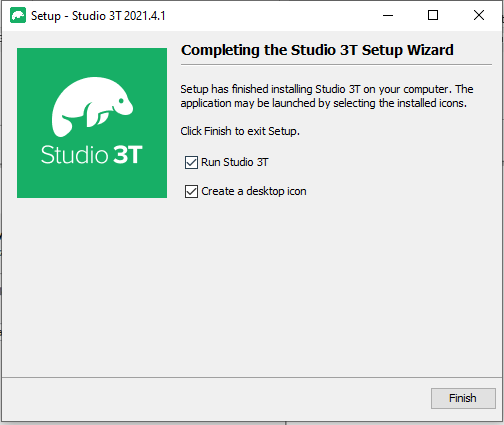 Setup - Studio 3T 2021.4.1
Completing the Studio 3T Setup Wizard
Studio 3T
Setup has finished installing Studio 3T on your computer. The
application may be launched by selecting the installed icons.
Click Finish to exit Setup.
Run Studio 3T
Create a desktop icon
Finish